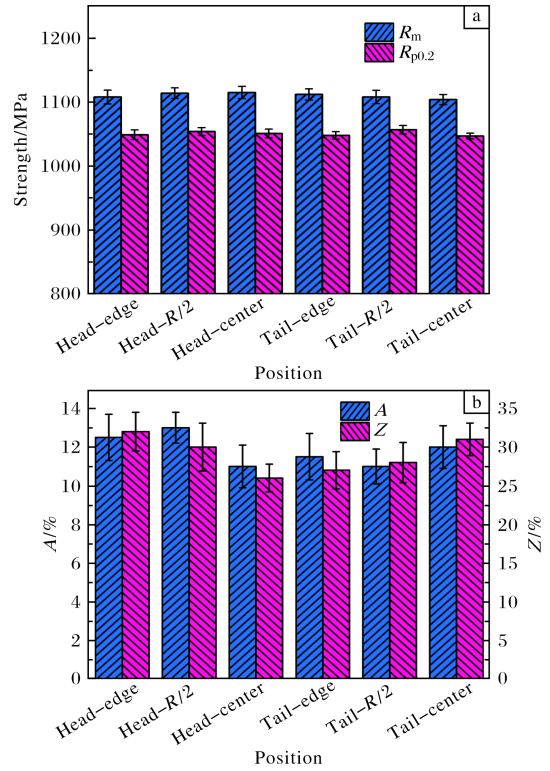 a
1200
1100
1000
900
800
Strength/MPa
Rm
Rp0.2
Head−edge
Head−R/2
Head−center
Tail−edge
Tail−R/2
Tail−center
Position
b
14
12
10
8
6
4
2
0
A/%
A
Z
35
30
25
20
15
10
5
0
Z/%
Head−edge
Head−R/2
Head−center
Tail−edge
Tail−R/2
Tail−center
Position